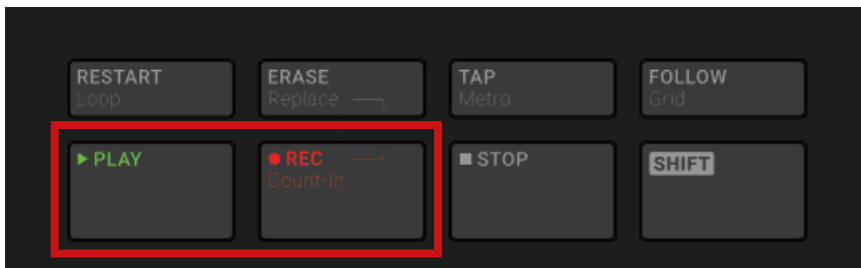 RESTART ERASE TAP FOLLOW
Loop Replace Metro Grid
PLAY REC STOP SHIFT
Count-In